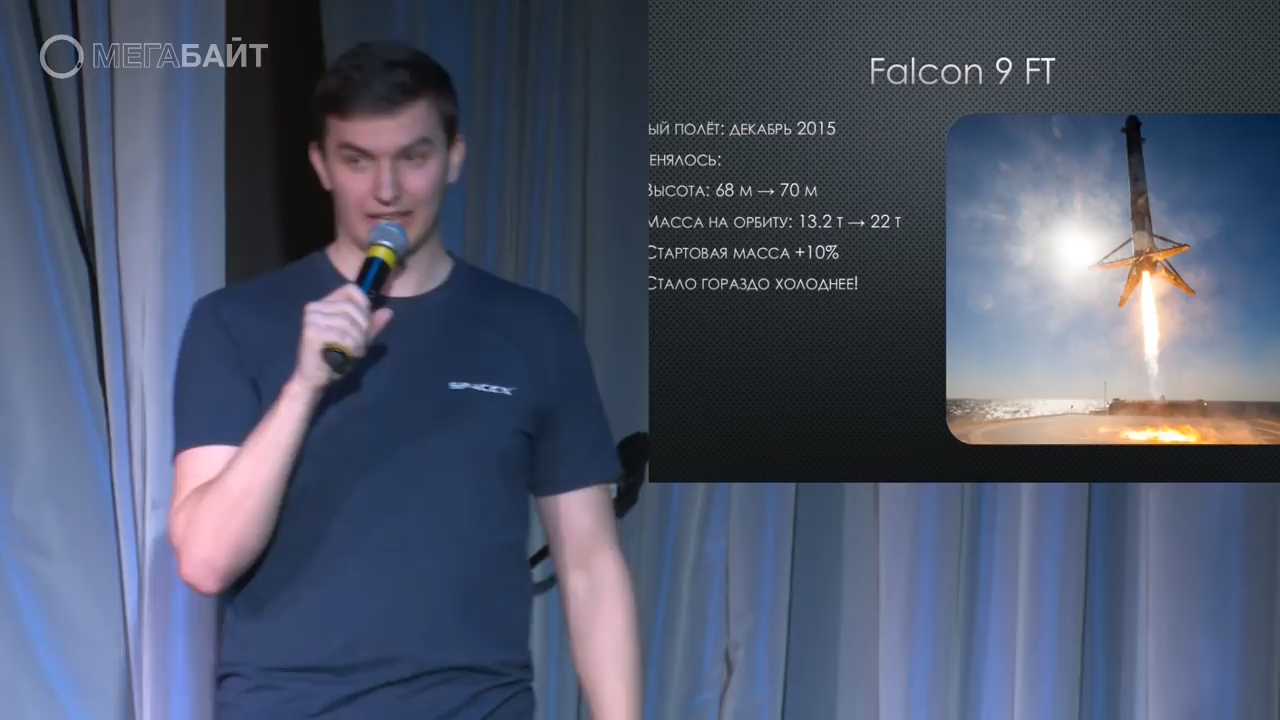 МЕГАБАЙТ
Falcon 9 FT
ЫЙ ПОЛЁТ: ДЕКАБРЬ 2015
ЕНЯЛОСЬ:
ВЫСОТА: 68 М → 70 М
МАССА НА ОРБИТУ: 13.2 Т → 22 Т
СТАРТОВАЯ МАССА +10%
СТАЛО ГОРАЗДО ХОЛОДНЕЕ!
SPACEX